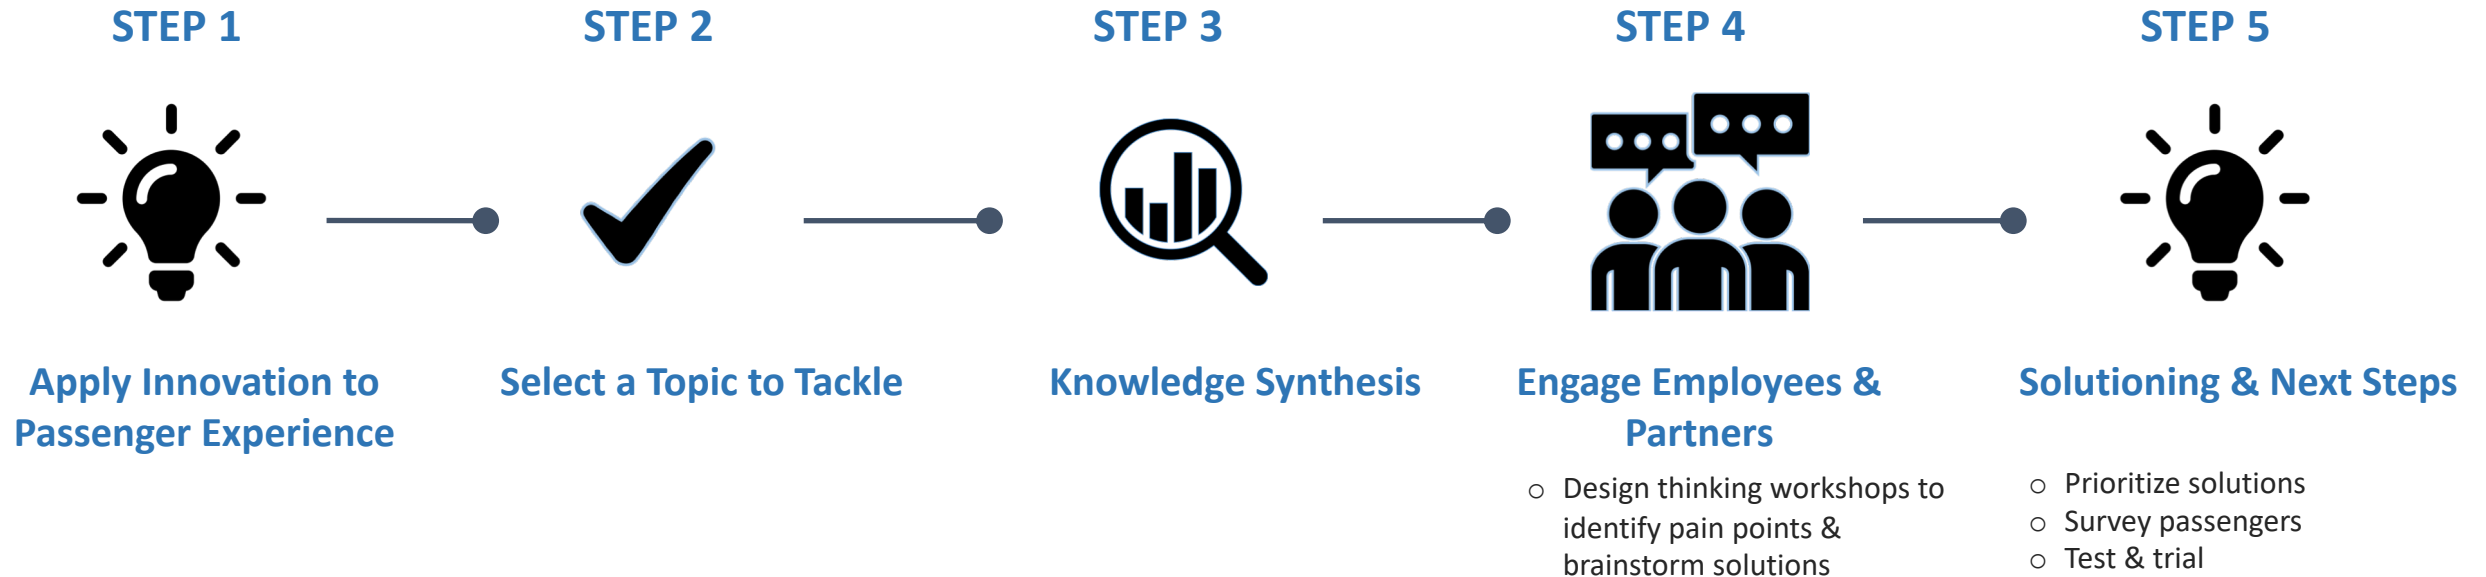 STEP 1
STEP 2
STEP 3
STEP 4
STEP 5
Apply Innovation to
Passenger Experience
Select a Topic to Tackle
Knowledge Synthesis
Engage Employees &
Partners
○ Design thinking workshops to
identify pain points &
brainstorm solutions
Solutioning & Next Steps
○ Prioritize solutions
○ Survey passengers
○ Test & trial